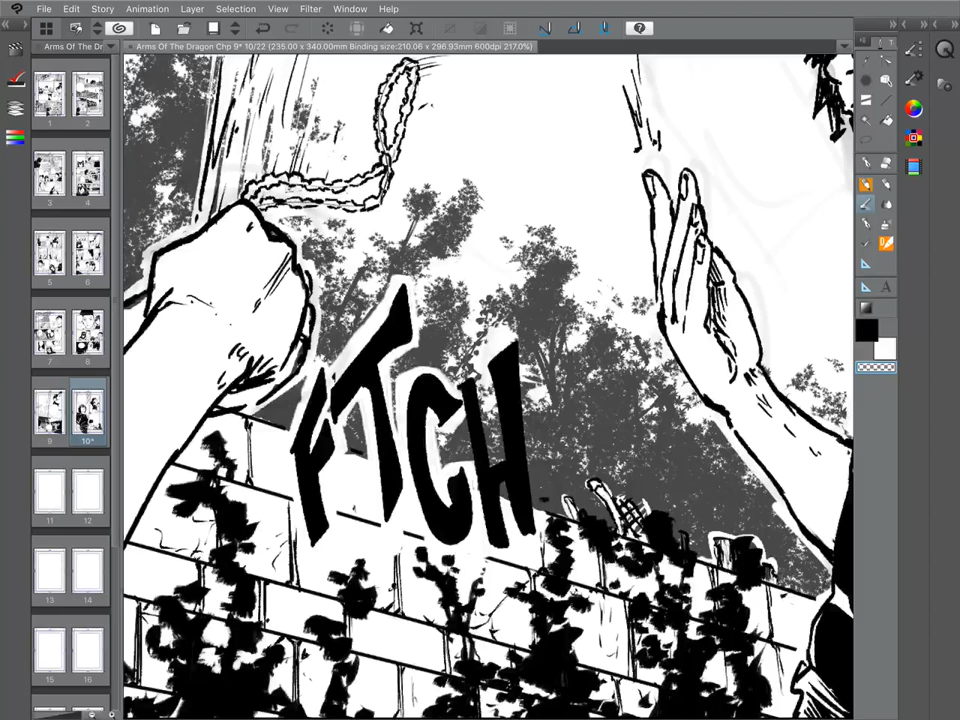 File Edit Story Animation Layer Selection View Filter Window Help
Arms Of The Dr
Arms Of The Dragon Chp 9* 10/22 (235.00 x 340.00mm Binding size:210.06 x 296.93mm 600dpi 217.0%)
1 2
3 4
5 6
7 8
9 10*
11 12
13 14
15 16
FTCH
A